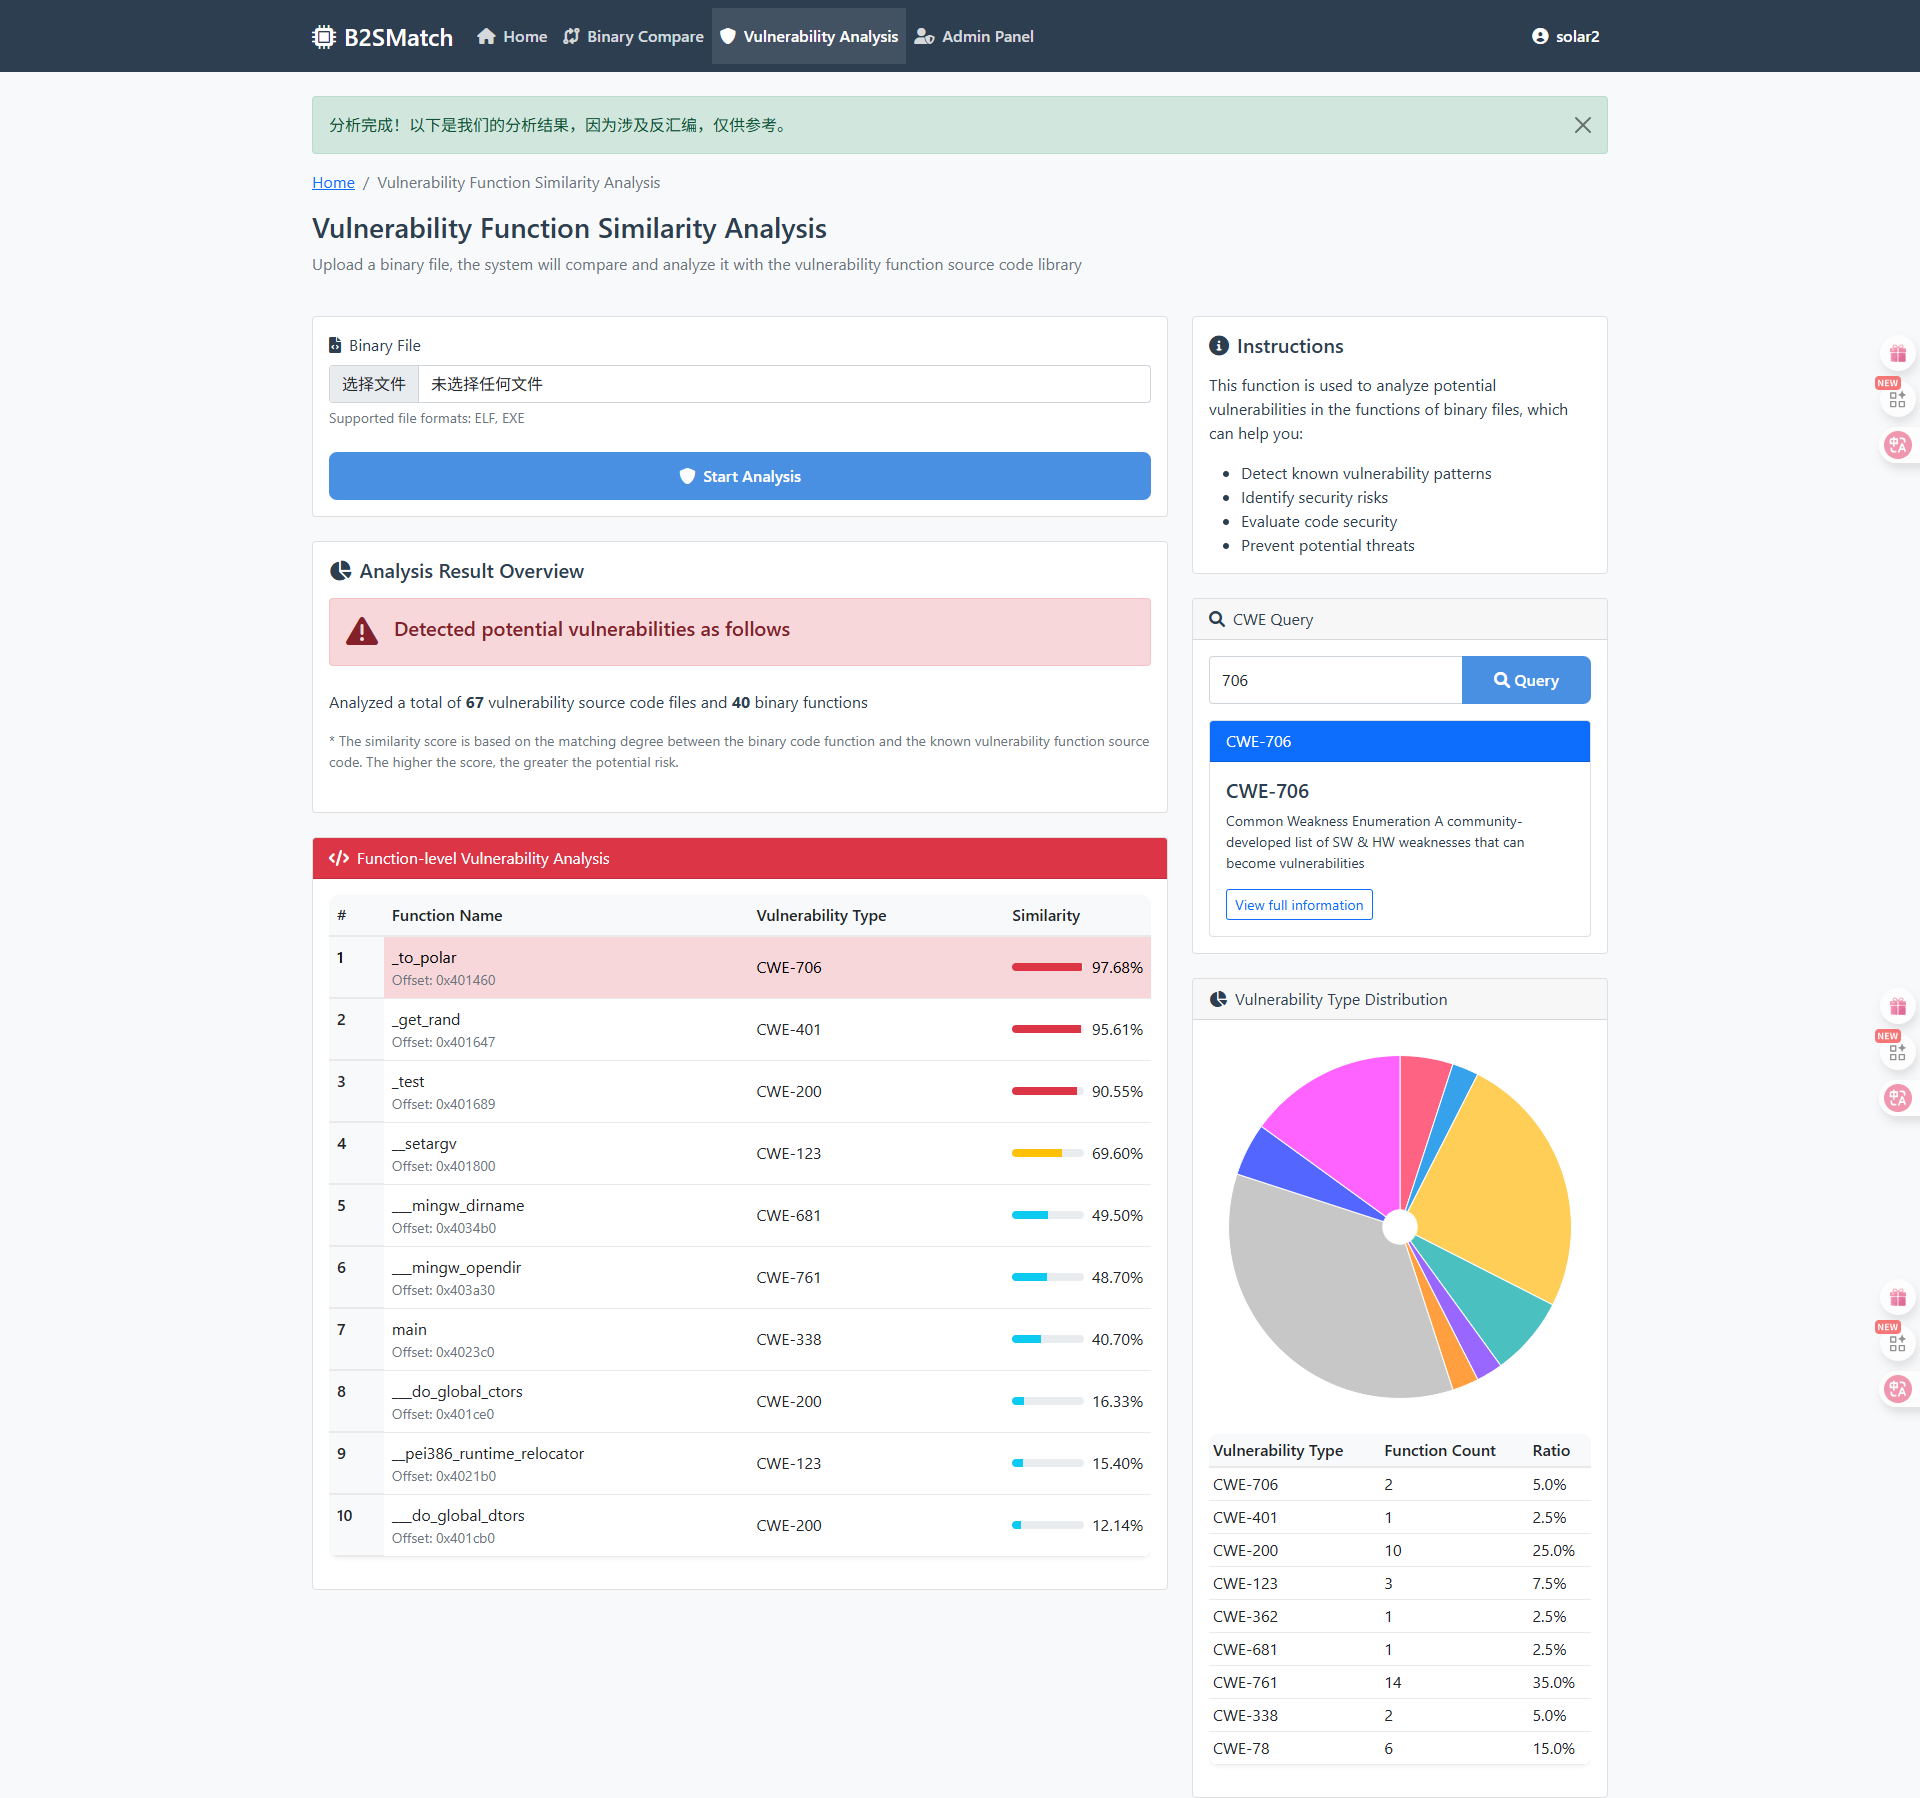 B2SMatch Home Binary Compare Vulnerability Analysis Admin Panel solar2
分析完成！以下是我们的分析结果，因为涉及反汇编，仅供参考。
Home / Vulnerability Function Similarity Analysis
Vulnerability Function Similarity Analysis
Upload a binary file, the system will compare and analyze it with the vulnerability function source code library
Binary File
选择文件 未选择任何文件
Supported file formats: ELF, EXE
Start Analysis
Analysis Result Overview
Detected potential vulnerabilities as follows
Analyzed a total of 67 vulnerability source code files and 40 binary functions
* The similarity score is based on the matching degree between the binary code function and the known vulnerability function source
code. The higher the score, the greater the potential risk.
Function-level Vulnerability Analysis
# Function Name Vulnerability Type Similarity
1 _to_polar CWE-706 97.68%
Offset: 0x401460
2 _get_rand CWE-401 95.61%
Offset: 0x401647
3 _test CWE-200 90.55%
Offset: 0x401689
4 __setargv CWE-123 69.60%
Offset: 0x401800
5 ___mingw_dirname CWE-681 49.50%
Offset: 0x4034b0
6 ___mingw_opendir CWE-761 48.70%
Offset: 0x403a30
7 main CWE-338 40.70%
Offset: 0x4023c0
8 ___do_global_ctors CWE-200 16.33%
Offset: 0x401ce0
9 __pei386_runtime_relocator CWE-123 15.40%
Offset: 0x4021b0
10 ___do_global_dtors CWE-200 12.14%
Offset: 0x401cb0
Instructions
This function is used to analyze potential
vulnerabilities in the functions of binary files, which
can help you:
Detect known vulnerability patterns
Identify security risks
Evaluate code security
Prevent potential threats
CWE Query
706 Query
CWE-706
CWE-706
Common Weakness Enumeration A community-
developed list of SW & HW weaknesses that can
become vulnerabilities
View full information
Vulnerability Type Distribution
Vulnerability Type Function Count Ratio
CWE-706 2 5.0%
CWE-401 1 2.5%
CWE-200 10 25.0%
CWE-123 3 7.5%
CWE-362 1 2.5%
CWE-681 1 2.5%
CWE-761 14 35.0%
CWE-338 2 5.0%
CWE-78 6 15.0%
NEW
中A
NEW
中A
NEW
中A